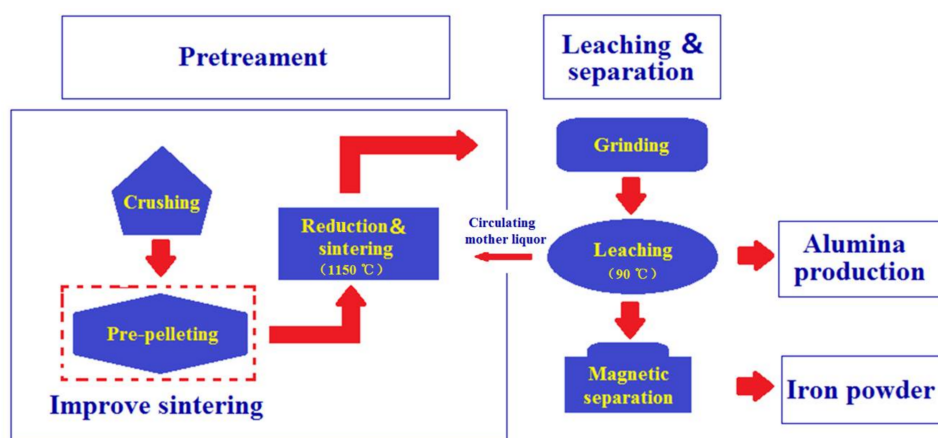 Pretreament
Leaching &
separation
Crushing
Pre-pelleting
Improve sintering
Reduction&
sintering
(1150 ℃)
Circulating
mother liquor
Grinding
Leaching
(90 ℃)
Magnetic
separation
Alumina
production
Iron powder